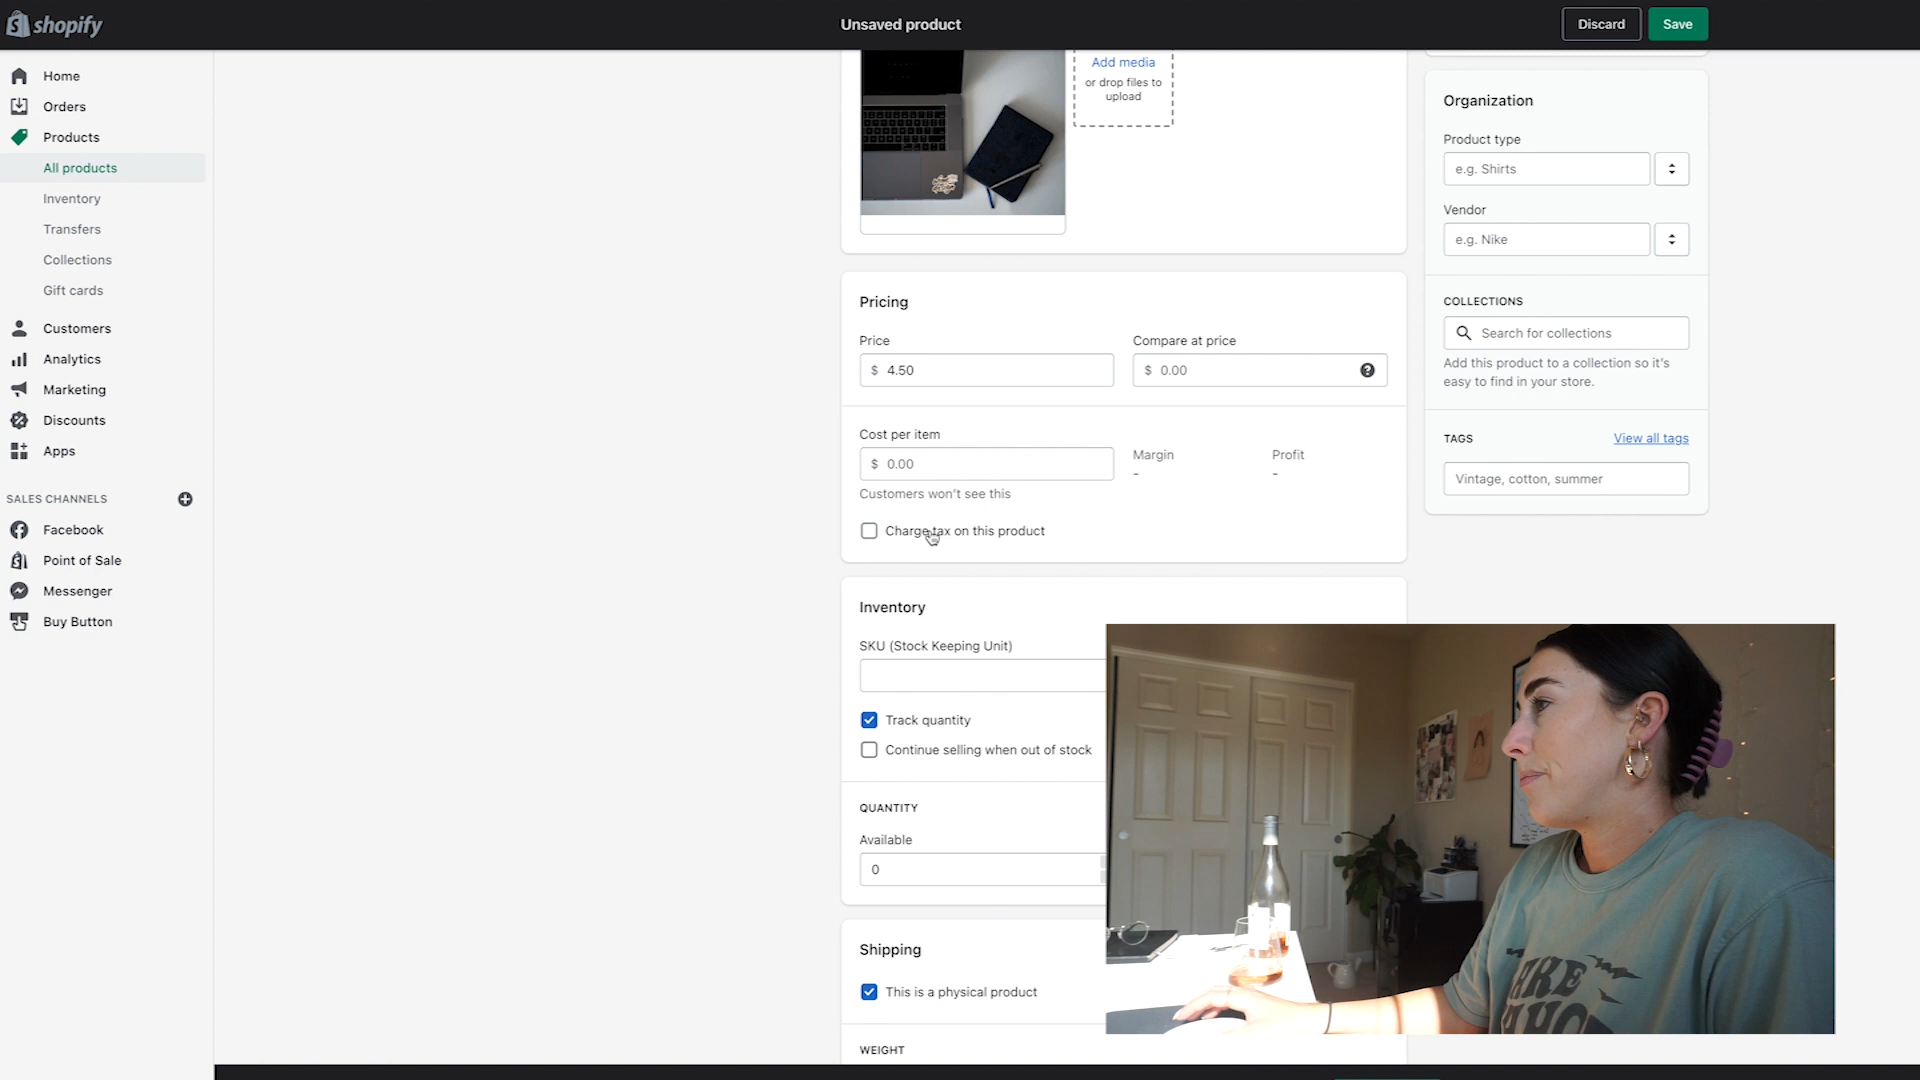 shopify
Unsaved product
Discard
Save
Home
Orders
Products
All products
Inventory
Transfers
Collections
Gift cards
Customers
Analytics
Marketing
Discounts
Apps
SALES CHANNELS
Facebook
Point of Sale
Messenger
Buy Button
Add media
or drop files to
upload
Pricing
Price
$ 4.50
Compare at price
$ 0.00
Cost per item
$ 0.00
Margin
-
Profit
-
Customers won't see this
Charge tax on this product
Inventory
SKU (Stock Keeping Unit)
Track quantity
Continue selling when out of stock
QUANTITY
Available
0
Shipping
This is a physical product
WEIGHT
Organization
Product type
e.g. Shirts
Vendor
e.g. Nike
COLLECTIONS
Search for collections
Add this product to a collection so it's
easy to find in your store.
TAGS
View all tags
Vintage, cotton, summer